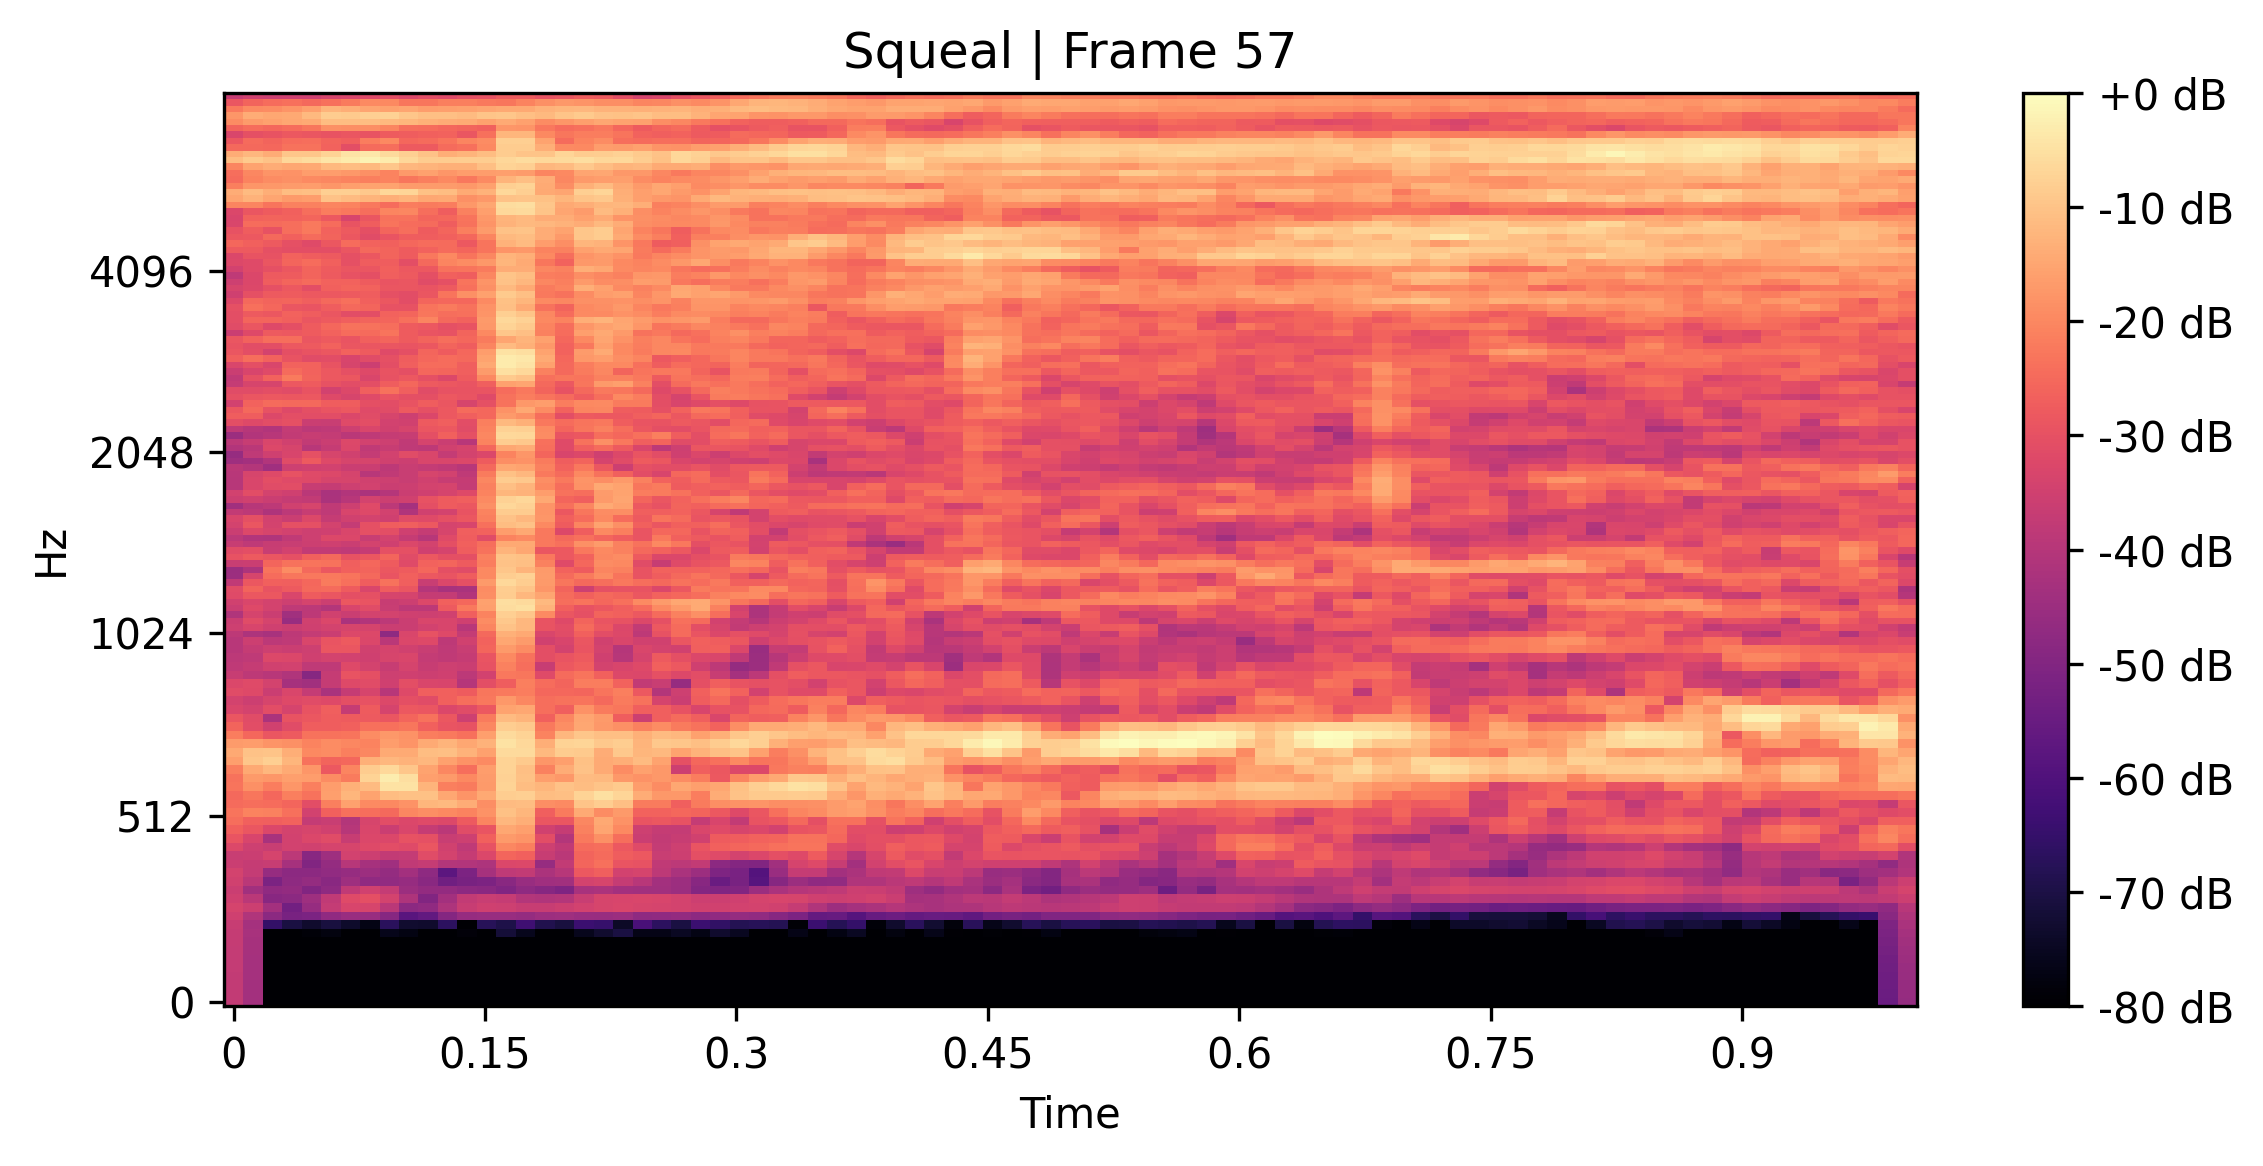 Squeal | Frame 57
Hz
4096
2048
1024
512
0
0 0.15 0.3 0.45 0.6 0.75 0.9
Time
+0 dB
-10 dB
-20 dB
-30 dB
-40 dB
-50 dB
-60 dB
-70 dB
-80 dB